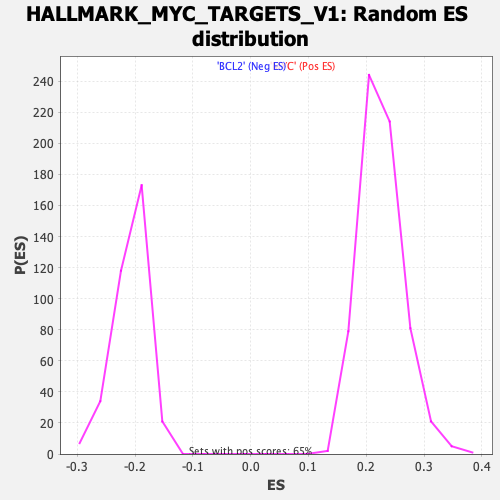 HALLMARK_MYC_TARGETS_V1: Random ES
distribution
'BCL2' (Neg ES)'C' (Pos ES)
240
220
200
180
160
140
120
100
80
60
40
20
0
P(ES)
Sets with pos scores: 65%
-0.3 -0.2 -0.1 0.0 0.1 0.2 0.3 0.4
ES